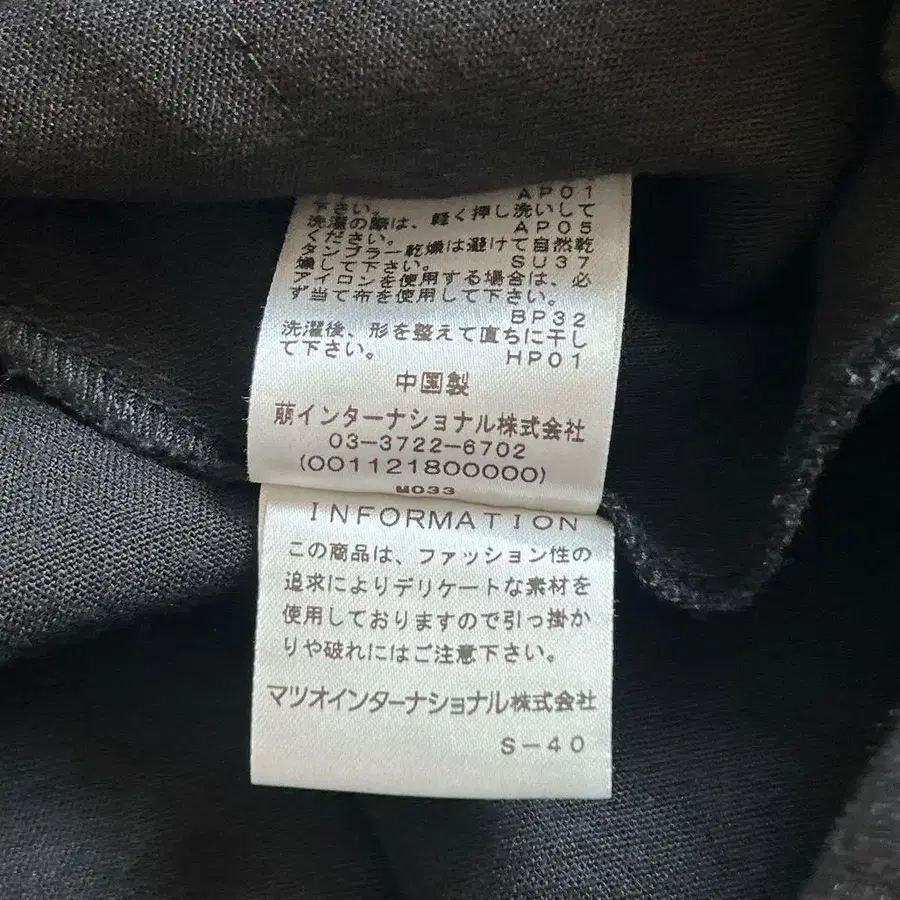 AP01
下さい。
洗濯の際は、軽く押し洗いして
AP05
ください。
タンブラー乾燥は避けて自然乾
SU37
燥して下さい。
アイロンを使用する場合は、必
ず当て布を使用して下さい。
BP32
洗濯後、形を整えて直ちに干し
て下さい。
HP01
中国製
萠インターナショナル株式会社
03-3722-6702
(001121800000)
M033
INFORMATION
この商品は、ファッション性の
追求によりデリケートな素材を
使用しておりますので引っ掛か
りや破れにはご注意下さい。
マツオインターナショナル株式会社
S-40